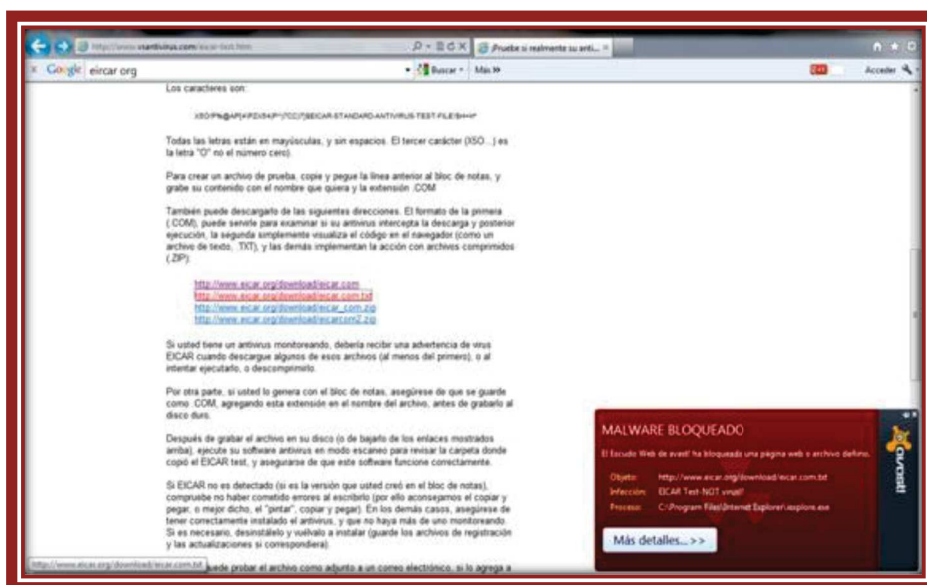 http://www.vsantivirus.com/eicar-test.htm
¡Pruebe si realmente su anti...
Google
eircar org
Buscar
Más »
Acceder
Los caracteres son:
Todas las letras están en mayúsculas, y sin espacios. El tercer carácter (X5O...) es
la letra "O" no el número cero).
Para crear un archivo de prueba, copie y pegue la línea anterior al bloc de notas, y
grabe su contenido con el nombre que quiera y la extensión .COM
También puede descargarlo de las siguientes direcciones. El formato de la primera
(.COM), puede servirle para examinar si su antivirus intercepta la descarga y posterior
ejecución, la segunda simplemente visualiza el código en el navegador (como un
archivo de texto, .TXT), y las demás implementan la acción con archivos comprimidos
(.ZIP):
http://www.eicar.org/download/eicar.com
http://www.eicar.org/download/eicar.com.txt
http://www.eicar.org/download/eicar_com.zip
http://www.eicar.org/download/eicarcom2.zip
Si usted tiene un antivirus monitoreando, debería recibir una advertencia de virus
EICAR cuando descargue algunos de esos archivos (al menos del primero), o al
intentar ejecutarlo, o descomprimirlo.
Por otra parte, si usted lo genera con el bloc de notas, asegúrese de que se guarde
como .COM, agregando esta extensión en el nombre del archivo, antes de grabarlo al
disco duro.
Después de grabar el archivo en su disco (o de bajarlo de los enlaces mostrados
arriba), ejecute su software antivirus en modo escaneo para revisar la carpeta donde
copió el EICAR test, y asegurarse de que este software funcione correctamente.
Si EICAR no es detectado (si es la versión que usted creó en el bloc de notas),
compruebe no haber cometido errores al escribirlo (por ello aconsejamos el copiar y
pegar, o mejor dicho, el "pintar", copiar y pegar). En los demás casos, asegúrese de
tener correctamente instalado el antivirus, y que no haya más de uno monitoreando.
Si es necesario, desinstálelo y vuélvalo a instalar (guarde los archivos de registración
y las actualizaciones si correspondiera).
http://www.eicar.org/download/eicar.com.txt
uede probar el archivo como adjunto a un correo electrónico, si lo agrega a
MALWARE BLOQUEADO
El Escudo Web de avast! ha bloqueado una página web o archivo dañino.
Objeto: http://www.eicar.org/download/eicar.com.txt
Infección: EICAR Test-NOT virus!!
Proceso: C:\Program Files\Internet Explorer\iexplore.exe
Más detalles... >>
avast!